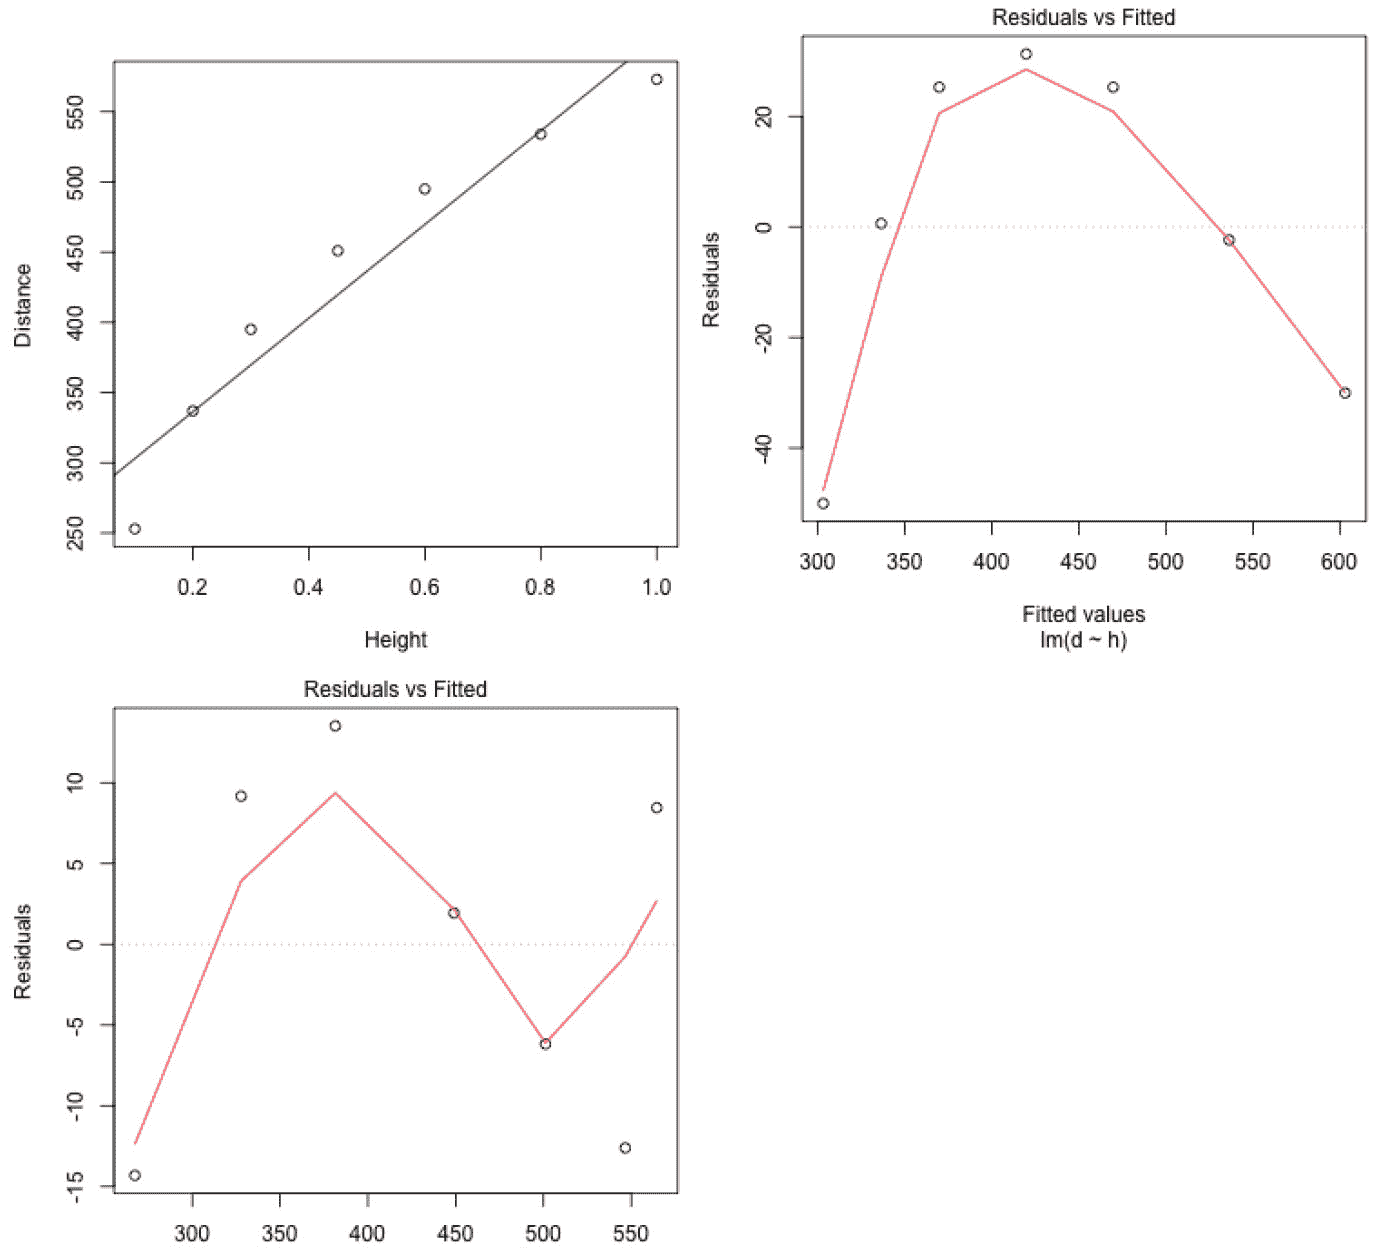 550
500
450
400
350
300
250
Distance
0.2 0.4 0.6 0.8 1.0
Height
Residuals vs Fitted
20
0
-20
-40
Residuals
300 350 400 450 500 550 600
Fitted values
lm(d ~ h)
Residuals vs Fitted
10
5
0
-5
-10
-15
Residuals
300 350 400 450 500 550